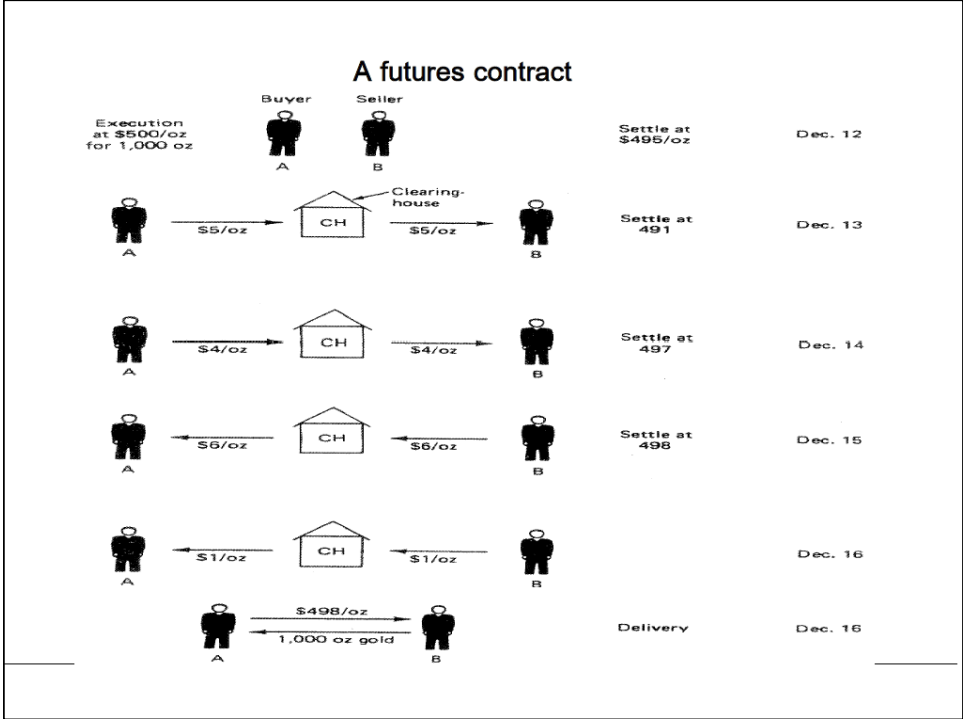 A futures contract
Buyer Seller
Execution
at $500/oz
for 1,000 oz
A B
Settle at
$495/oz
Dec. 12
Clearing-
house
CH
$5/oz $5/oz
A B
Settle at
491
Dec. 13
CH
$4/oz $4/oz
A B
Settle at
497
Dec. 14
CH
$6/oz $6/oz
A B
Settle at
498
Dec. 15
CH
$1/oz $1/oz
A B
Dec. 16
$498/oz
1,000 oz gold
A B
Delivery
Dec. 16